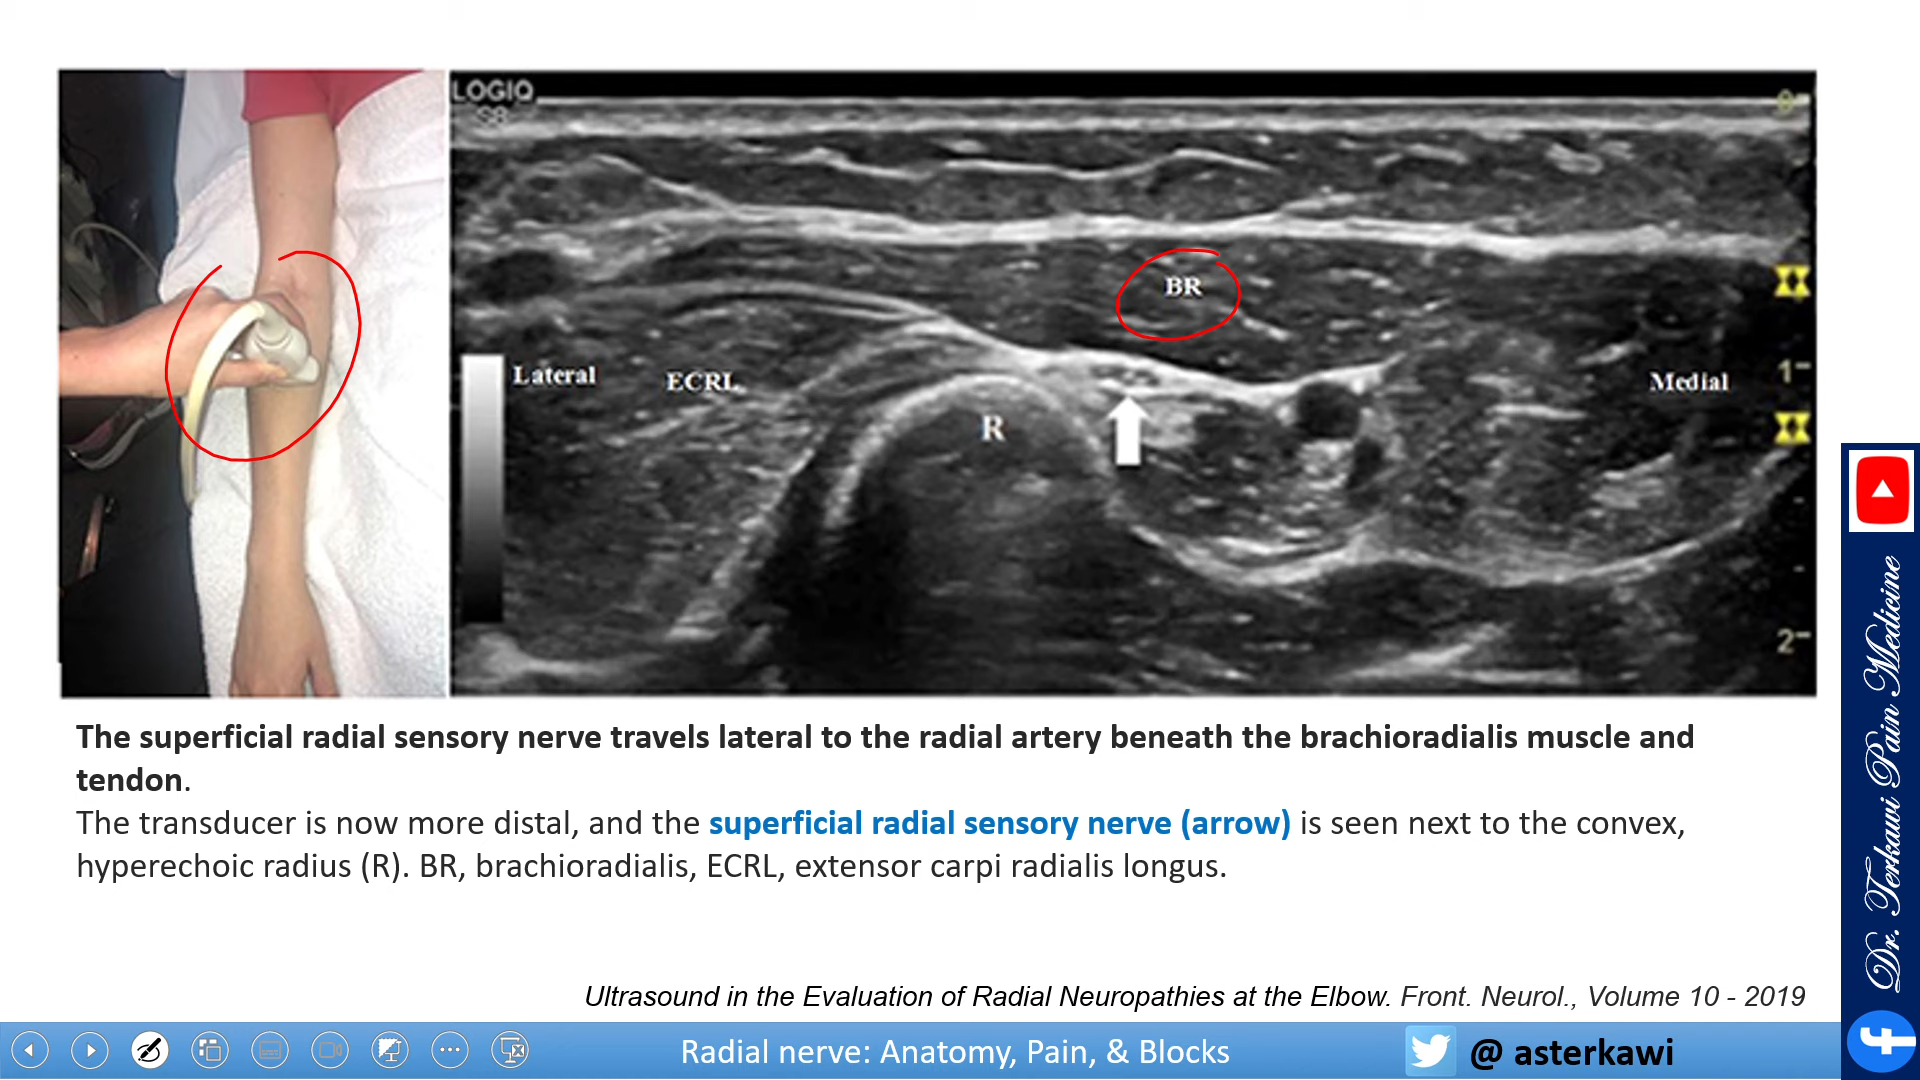 LOGIQ
S8
0
BR
1
Lateral
ECRL
Medial
R
2
The superficial radial sensory nerve travels lateral to the radial artery beneath the brachioradialis muscle and
tendon.
The transducer is now more distal, and the superficial radial sensory nerve (arrow) is seen next to the convex,
hyperechoic radius (R). BR, brachioradialis, ECRL, extensor carpi radialis longus.
Ultrasound in the Evaluation of Radial Neuropathies at the Elbow. Front. Neurol., Volume 10 - 2019
Radial nerve: Anatomy, Pain, & Blocks
@ asterkawi
Dr. Terkawi Pain Medicine